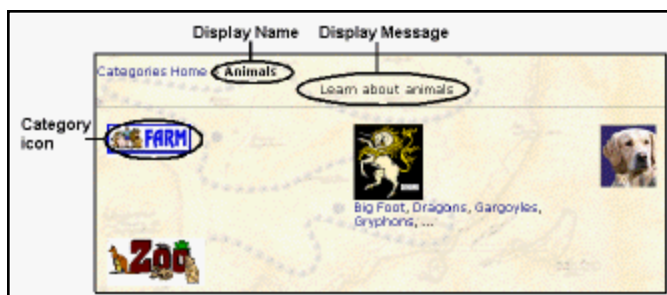 Display Name Display Message
Categories Home Animals
Learn about animals
Category
icon
FARM
Big Foot, Dragons, Gargoyles,
Gryphons, ...
ZOO